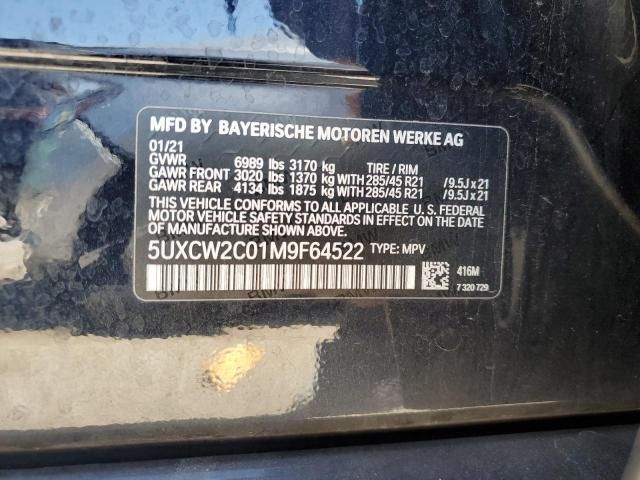 MFD BY BAYERISCHE MOTOREN WERKE AG
01/21
GVWR 6989 lbs 3170 kg TIRE / RIM
GAWR FRONT 3020 lbs 1370 kg WITH 285/45 R21 /9.5J x 21
GAWR REAR 4134 lbs 1875 kg WITH 285/45 R21 /9.5J x 21
THIS VEHICLE CONFORMS TO ALL APPLICABLE U. S. FEDERAL
MOTOR VEHICLE SAFETY STANDARDS IN EFFECT ON THE DATE OF
MANUFACTURE SHOWN ABOVE.
5UXCW2C01M9F64522 TYPE: MPV
416M
7 320 729